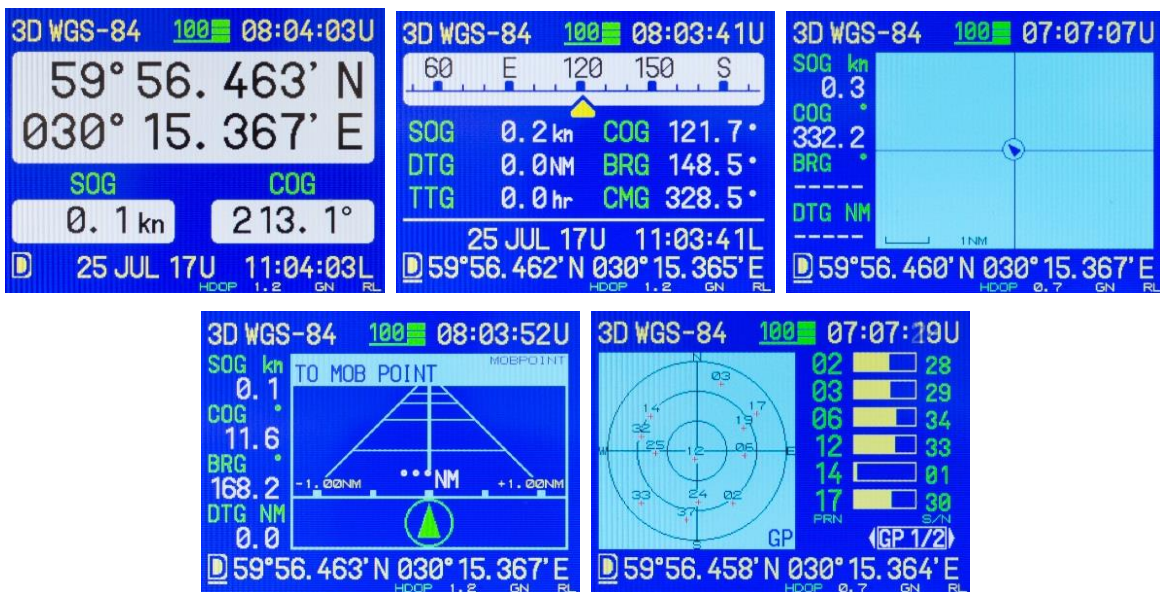 3D WGS-84 100 08:04:03U
59°56.463' N
030°15.367' E
SOG COG
0.1kn 213.1°
D 25 JUL 17U 11:04:03L
HDOP 1.2 GN RL
3D WGS-84 100 08:03:41U
60 E 120 150 S
SOG 0.2kn COG 121.7°
DTG 0.0NM BRG 148.5°
TTG 0.0hr CMG 328.5°
25 JUL 17U 11:03:41L
D 59°56.462'N 030°15.365'E
HDOP 1.2 GN RL
3D WGS-84 100 07:07:07U
SOG kn
0.3
COG °
332.2
BRG °
-----
DTG NM
-----
1NM
D 59°56.460'N 030°15.367'E
HDOP 0.7 GN RL
3D WGS-84 100 08:03:52U
SOG kn
0.1
COG °
11.6
BRG °
168.2
DTG NM
0.0
MOBPOINT
TO MOB POINT
•••NM
-1.00NM +1.00NM
D 59°56.463'N 030°15.367'E
HDOP 1.2 GN RL
3D WGS-84 100 07:07:29U
N
03
14 17
32 19
W 25 12 06 E
33 24 02
37
S
GP
02 28
03 29
06 34
12 33
14 01
17 30
PRN S/N
GP 1/2
D 59°56.458'N 030°15.364'E
HDOP 0.7 GN RL